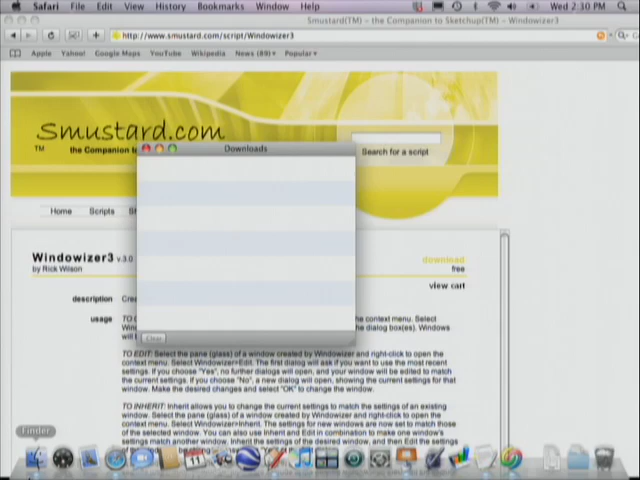 Safari File Edit View History Bookmarks Window Help Wed 2:30 PM
Smustard(TM) – the Companion to Sketchup(TM) – Windowizer3
http://www.smustard.com/script/Windowizer3
Apple Yahoo! Google Maps YouTube Wikipedia News (89) Popular
Smustard.com
TM the Companion to
Search for a script
Downloads
Home Scripts
Windowizer3 v.3.0
by Rick Wilson
download
free
view cart
description
usage
the context menu. Select
the dialog box(es). Windows
will
Clear
TO EDIT: Select the pane (glass) of a window created by Windowizer and right-click to open the
context menu. Select Windowizer>Edit. The first dialog will ask if you want to use the most recent
settings. If you choose "Yes", no further dialogs will open, and your window will be edited to match
the current settings. If you choose "No", a new dialog will open, showing the current settings for that
window. Make the desired changes and select "OK" to change the window.
TO INHERIT: Inherit allows you to change the current settings to match the settings of an existing
window. Select the pane (glass) of a window created by Windowizer and right-click to open the
context menu. Select Windowizer>Inherit. The settings for new windows are now set to match those
of the selected window. You can also use Inherit and Edit in combination to make one window's
settings match another window. Inherit the settings of the desired window, and then Edit the settings
Finder
11